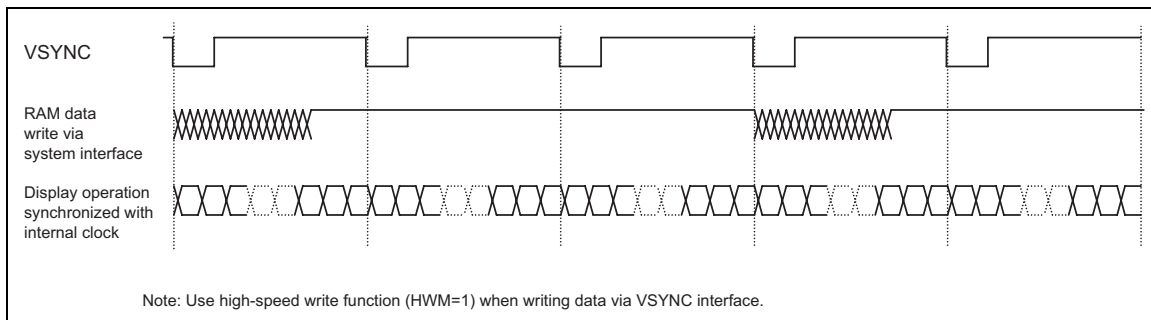 VSYNC
RAM data
write via
system interface
Display operation
synchronized with
internal clock
Note: Use high-speed write function (HWM=1) when writing data via VSYNC interface.